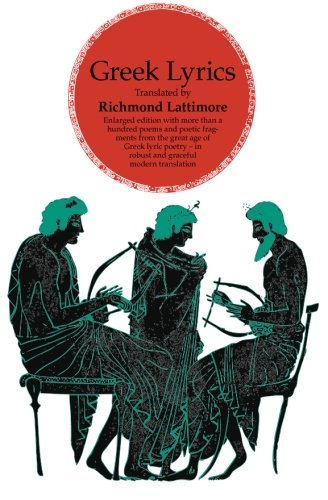 Greek Lyrics
Translated by
Richmond Lattimore
Enlarged edition with more than a
hundred poems and poetic frag-
ments from the great age of
Greek lyric poetry – in
robust and graceful
modern translation